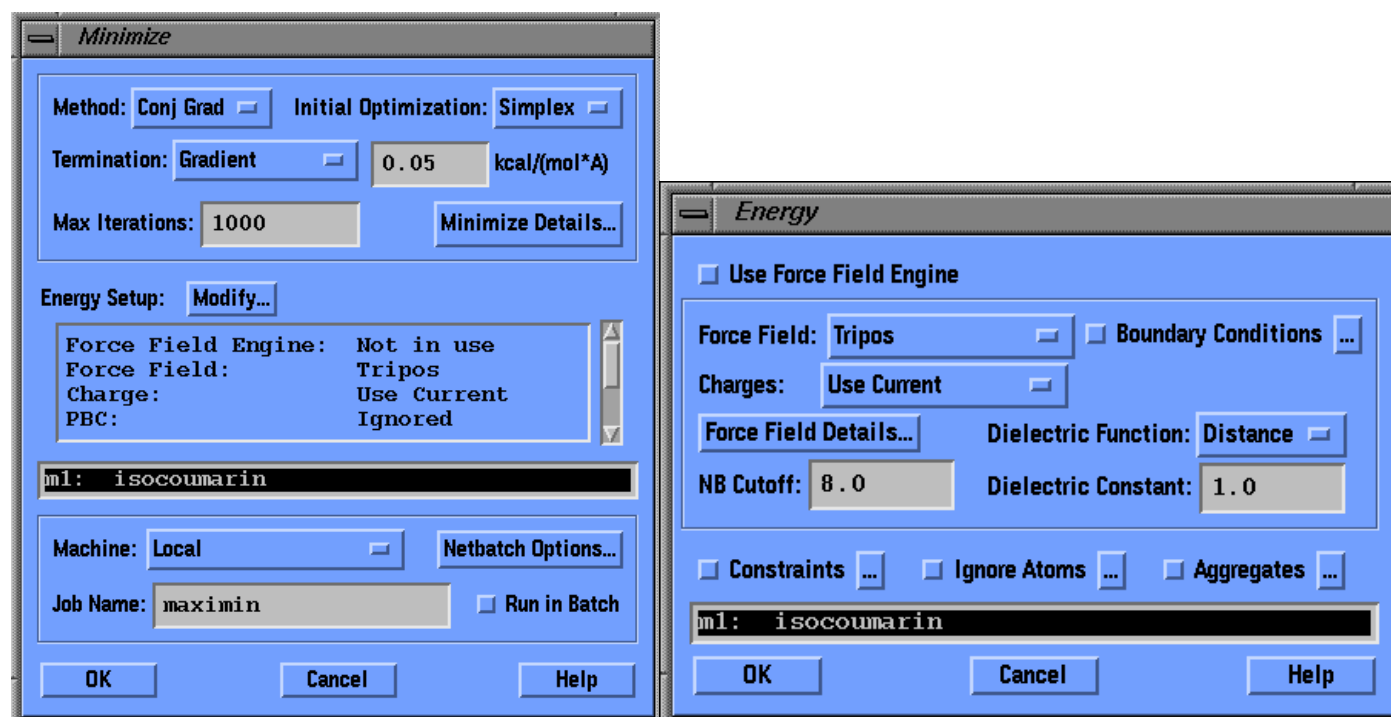 Minimize
Method: Conj Grad Initial Optimization: Simplex
Termination: Gradient 0.05 kcal/(mol*A)
Max Iterations: 1000 Minimize Details...
Energy Setup: Modify...
Force Field Engine: Not in use
Force Field: Tripos
Charge: Use Current
PBC: Ignored
m1: isocoumarin
Machine: Local Netbatch Options...
Job Name: maximin Run in Batch
OK Cancel Help
Energy
Use Force Field Engine
Force Field: Tripos Boundary Conditions ...
Charges: Use Current
Force Field Details... Dielectric Function: Distance
NB Cutoff: 8.0 Dielectric Constant: 1.0
Constraints ... Ignore Atoms ... Aggregates ...
m1: isocoumarin
OK Cancel Help